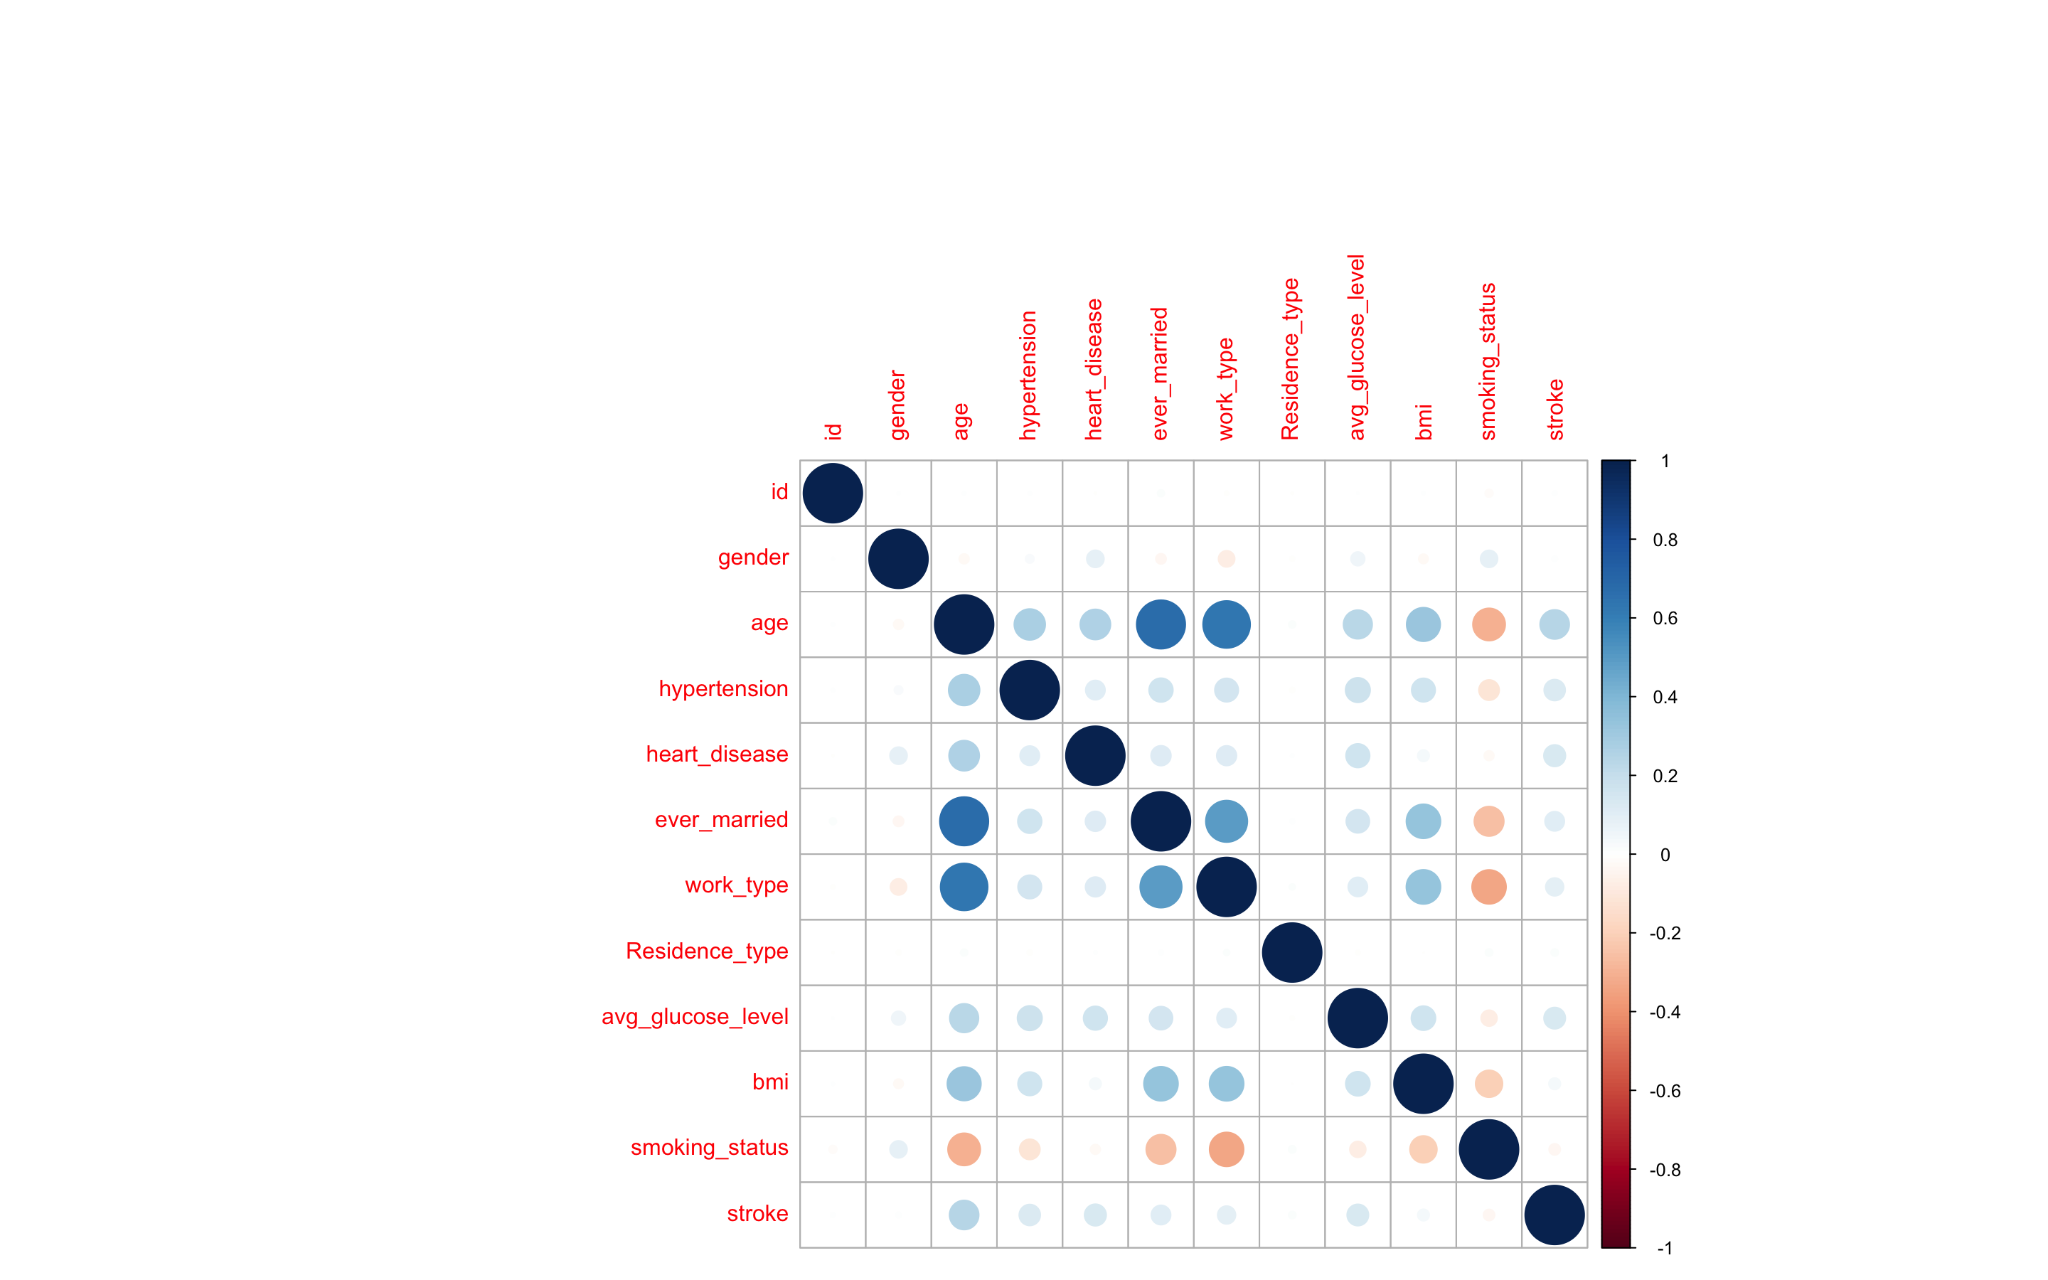 id
gender
age
hypertension
heart_disease
ever_married
work_type
Residence_type
avg_glucose_level
bmi
smoking_status
stroke
id
gender
age
hypertension
heart_disease
ever_married
work_type
Residence_type
avg_glucose_level
bmi
smoking_status
stroke
1
0.8
0.6
0.4
0.2
0
-0.2
-0.4
-0.6
-0.8
-1